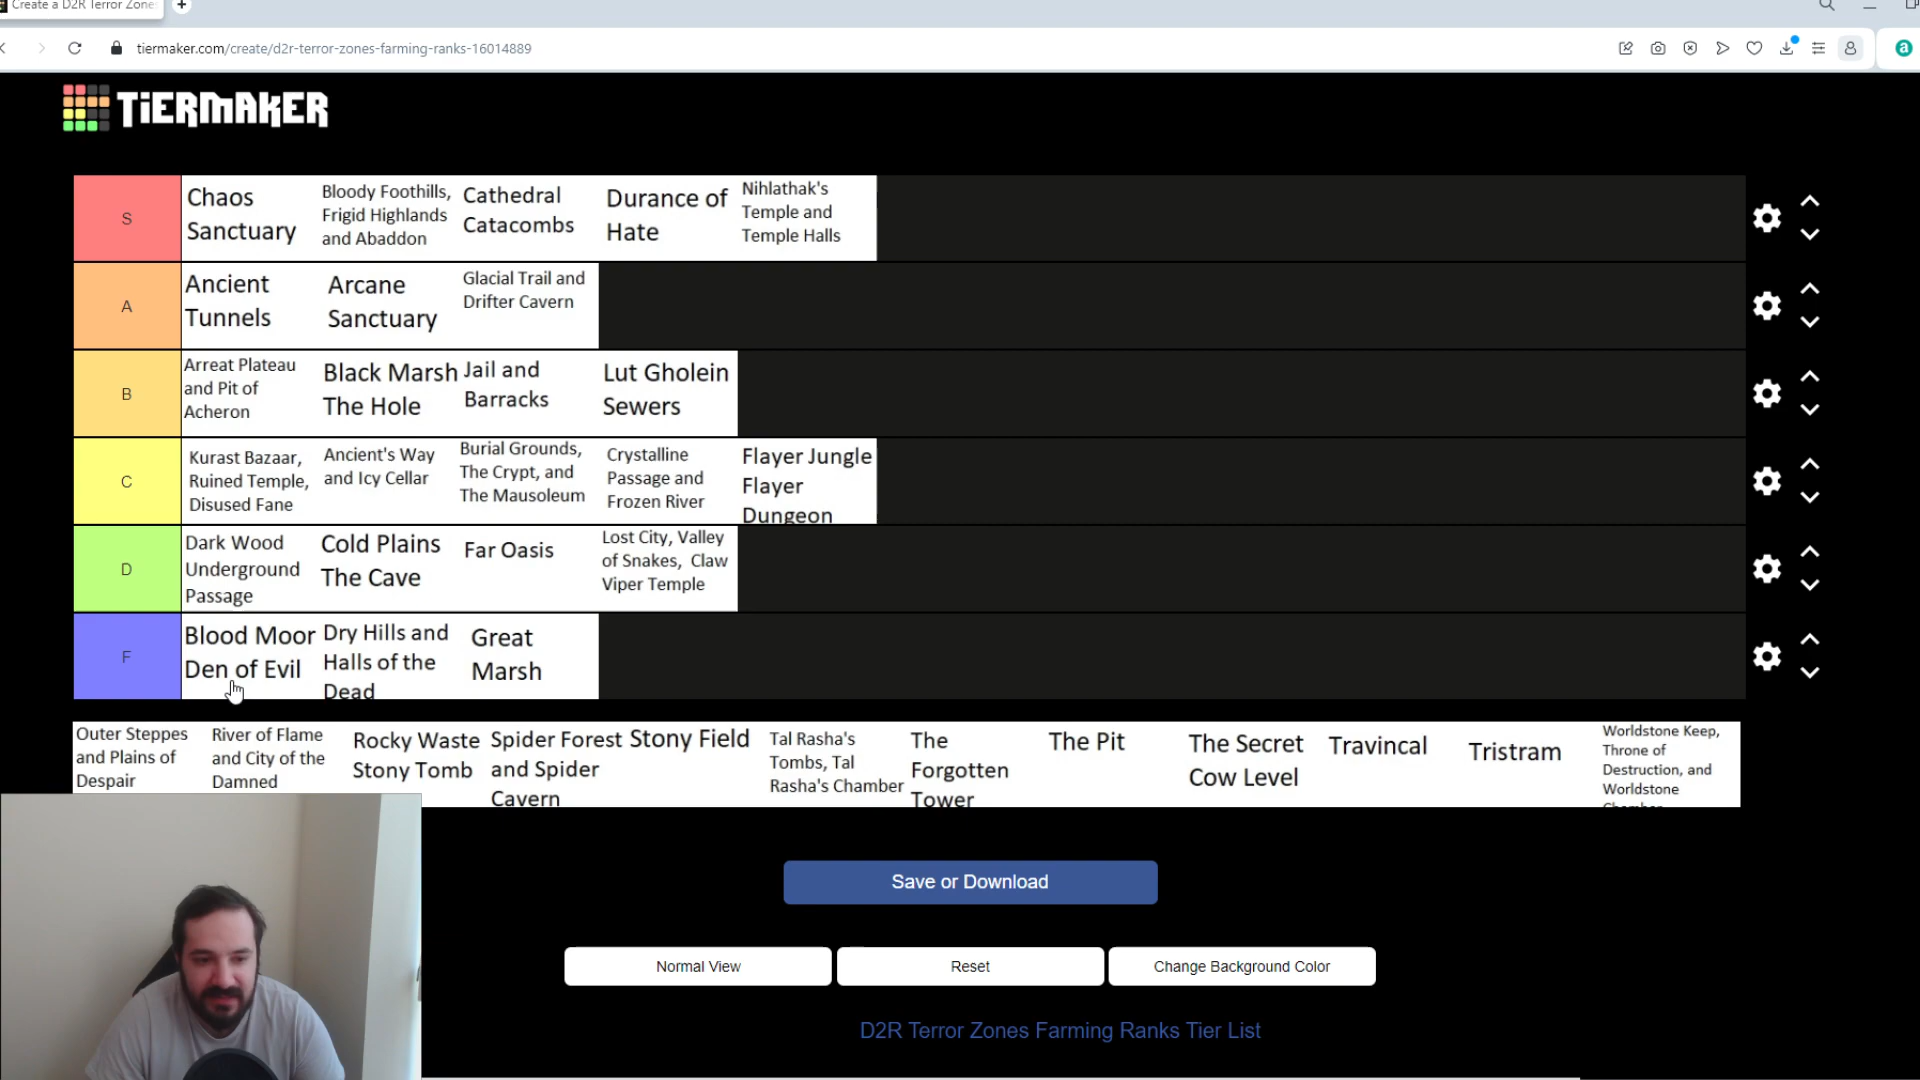 Create a D2R Terror Zone
tiermaker.com/create/d2r-terror-zones-farming-ranks-16014889
a
TiERMAKER
S
Chaos
Sanctuary
Bloody Foothills,
Frigid Highlands
and Abaddon
Cathedral
Catacombs
Durance of
Hate
Nihlathak's
Temple and
Temple Halls
A
Ancient
Tunnels
Arcane
Sanctuary
Glacial Trail and
Drifter Cavern
B
Arreat Plateau
and Pit of
Acheron
Black Marsh
The Hole
Jail and
Barracks
Lut Gholein
Sewers
C
Kurast Bazaar,
Ruined Temple,
Disused Fane
Ancient's Way
and Icy Cellar
Burial Grounds,
The Crypt, and
The Mausoleum
Crystalline
Passage and
Frozen River
Flayer Jungle
Flayer
Dungeon
D
Dark Wood
Underground
Passage
Cold Plains
The Cave
Far Oasis
Lost City, Valley
of Snakes, Claw
Viper Temple
F
Blood Moor
Den of Evil
Dry Hills and
Halls of the
Dead
Great
Marsh
Outer Steppes
and Plains of
Despair
River of Flame
and City of the
Damned
Rocky Waste
Stony Tomb
Spider Forest
and Spider
Cavern
Stony Field
Tal Rasha's
Tombs, Tal
Rasha's Chamber
The
Forgotten
Tower
The Pit
The Secret
Cow Level
Travincal
Tristram
Worldstone Keep,
Throne of
Destruction, and
Worldstone
Save or Download
Normal View
Reset
Change Background Color
D2R Terror Zones Farming Ranks Tier List